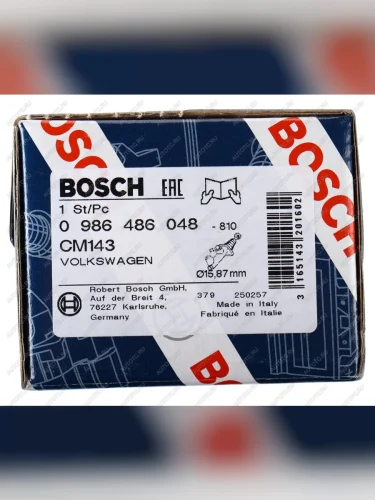 BOSCH EAC
1 St/Pc
0 986 486 048 - 810
CM143
VOLKSWAGEN
Ø15,87mm
Robert Bosch GmbH,
Auf der Breit 4,
76227 Karlsruhe,
Germany
379 250257
Made in Italy
Fabriqué en Italie
3 165143 201602
BOSCH